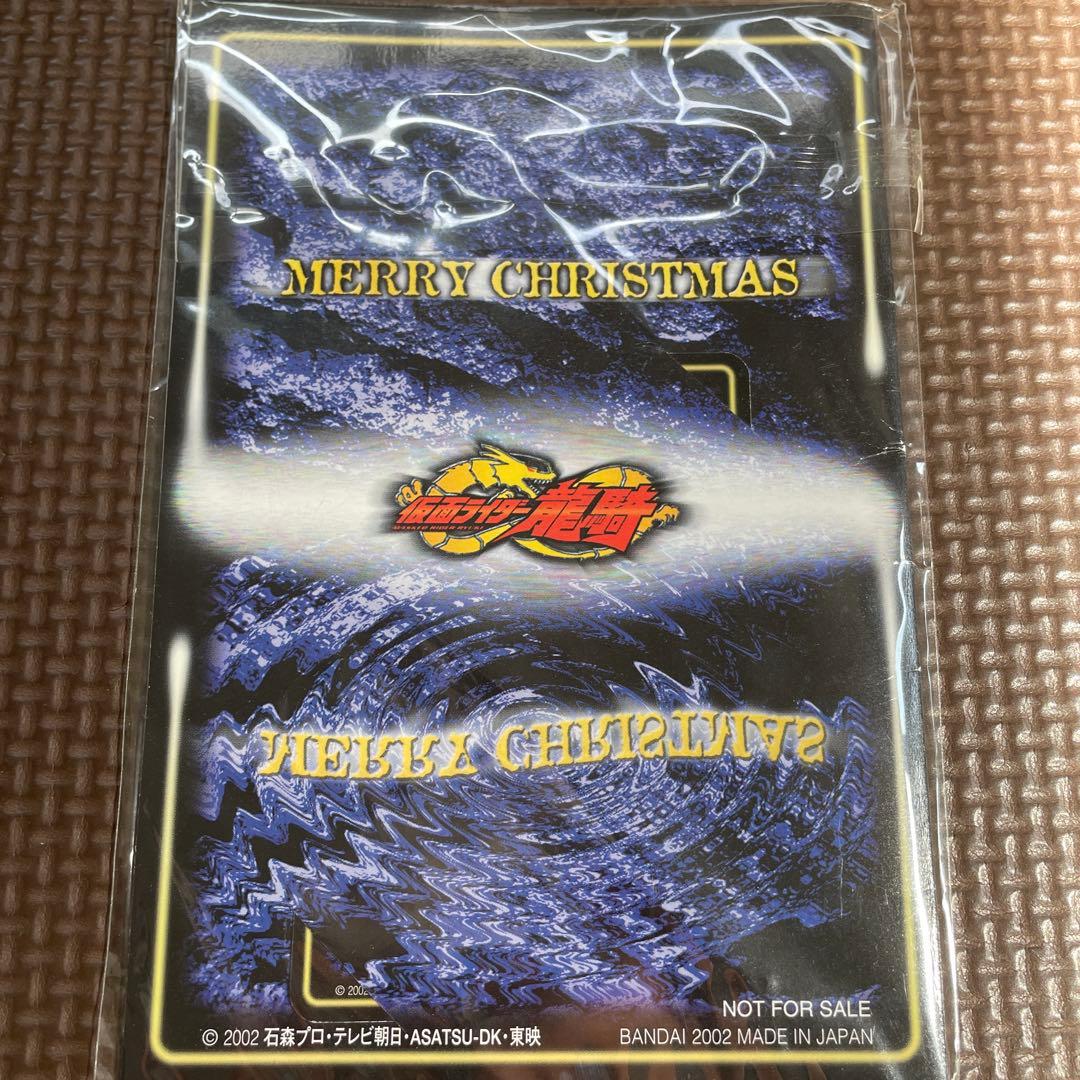 MERRY CHRISTMAS
仮面ライダー龍騎
MASKED RIDER RYUKI
MERRY CHRISTMAS
© 2002
NOT FOR SALE
© 2002 石森プロ・テレビ朝日・ASATSU-DK・東映
BANDAI 2002 MADE IN JAPAN